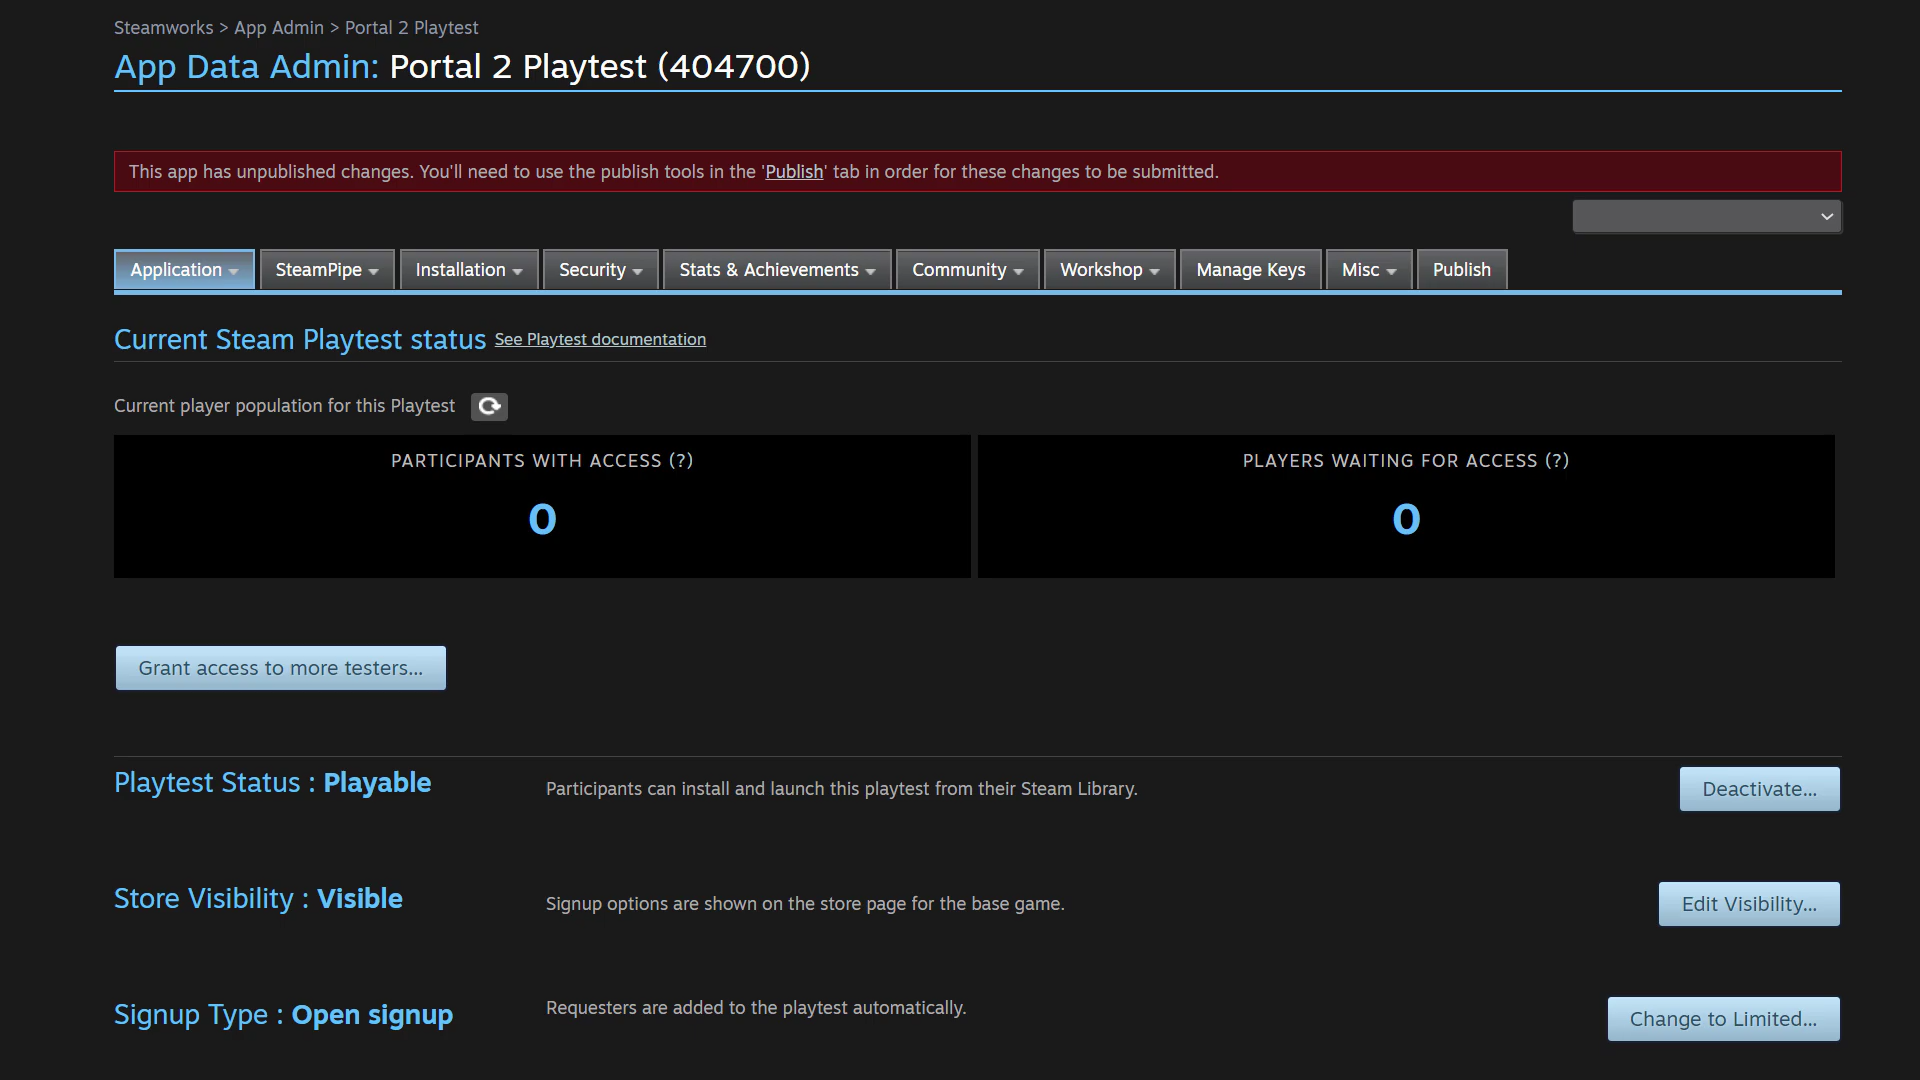 Steamworks > App Admin > Portal 2 Playtest
App Data Admin: Portal 2 Playtest (404700)
This app has unpublished changes. You'll need to use the publish tools in the 'Publish' tab in order for these changes to be submitted.
Application SteamPipe Installation Security Stats & Achievements Community Workshop Manage Keys Misc Publish
Current Steam Playtest status See Playtest documentation
Current player population for this Playtest
PARTICIPANTS WITH ACCESS (?) PLAYERS WAITING FOR ACCESS (?)
0 0
Grant access to more testers...
Playtest Status : Playable Participants can install and launch this playtest from their Steam Library. Deactivate...
Store Visibility : Visible Signup options are shown on the store page for the base game. Edit Visibility...
Signup Type : Open signup Requesters are added to the playtest automatically. Change to Limited...